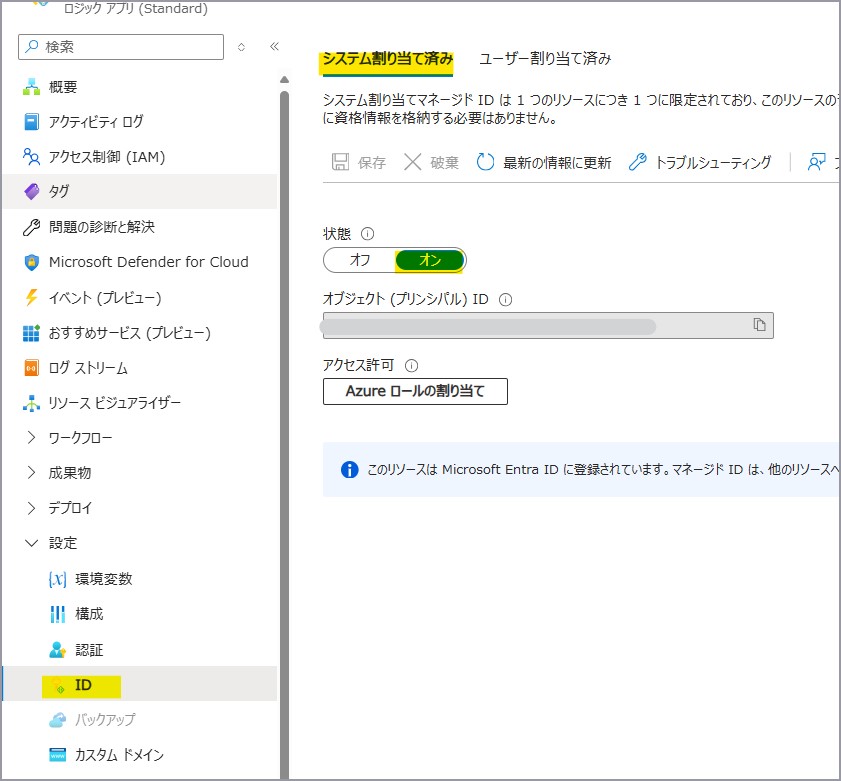 ロジック アプリ (Standard)
検索
概要
アクティビティ ログ
アクセス制御 (IAM)
タグ
問題の診断と解決
Microsoft Defender for Cloud
イベント (プレビュー)
おすすめサービス (プレビュー)
ログ ストリーム
リソース ビジュアライザー
ワークフロー
成果物
デプロイ
設定
環境変数
構成
認証
ID
バックアップ
カスタム ドメイン
システム割り当て済み ユーザー割り当て済み
システム割り当てマネージド ID は 1 つのリソースにつき 1 つに限定されており、このリソースの
に資格情報を格納する必要はありません。
保存 破棄 最新の情報に更新 トラブルシューティング
状態
オフ オン
オブジェクト (プリンシパル) ID
アクセス許可
Azure ロールの割り当て
このリソースは Microsoft Entra ID に登録されています。マネージド ID は、他のリソースへ